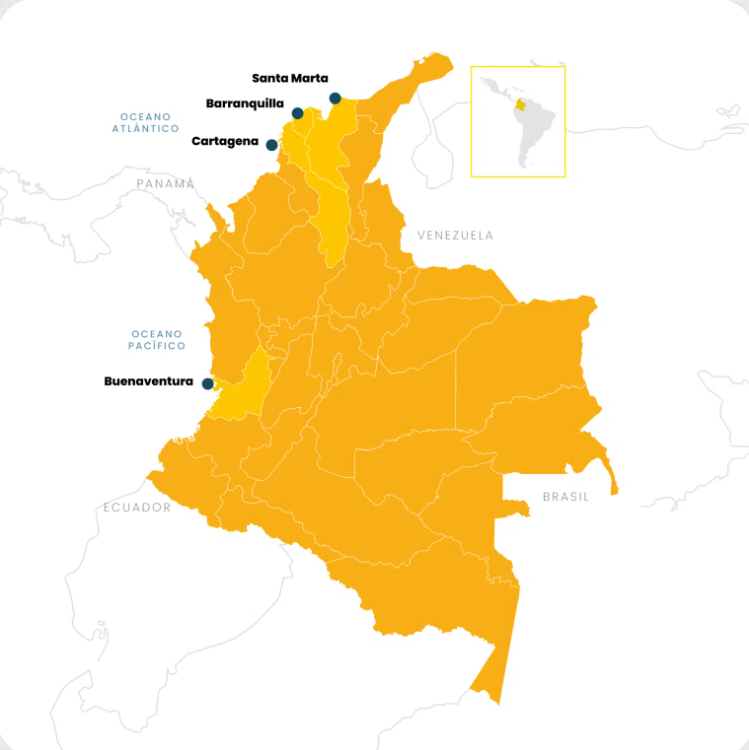 Santa Marta
Barranquilla
OCEANO
ATLÁNTICO
Cartagena
PANAMÁ
VENEZUELA
OCEANO
PACÍFICO
Buenaventura
BRASIL
ECUADOR